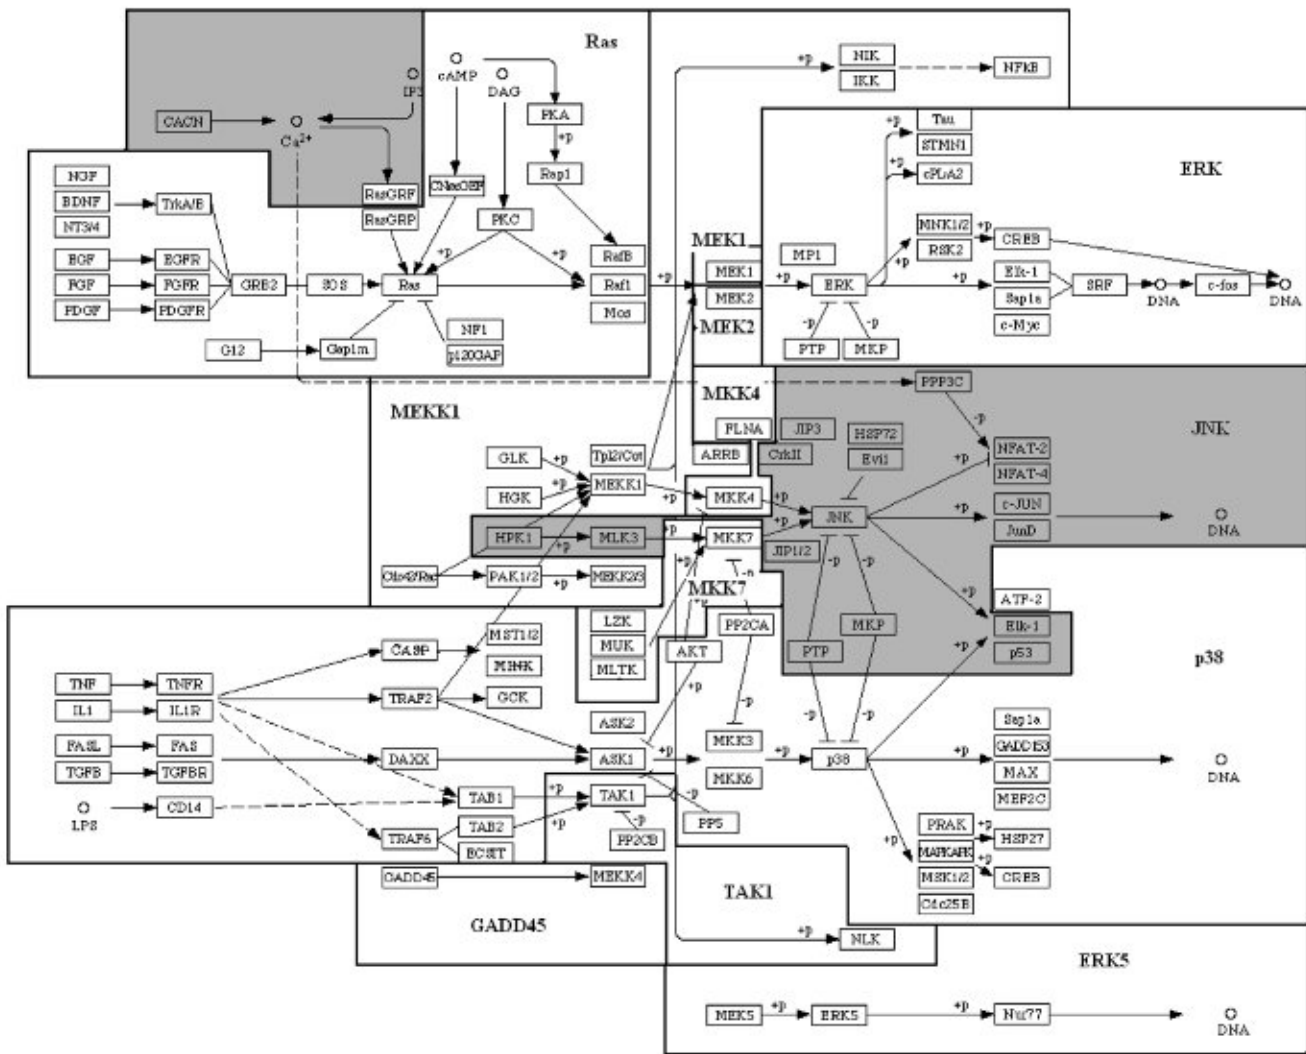 Ras
cAMP
DAG
NIK
IKK
+p
NFkB
CACN
Ca2+
PKA
+p
Rap1
NGF
BDNF
NT3/4
TrkA/B
RasGRF
RasGRP
PKC
+p
+p
EGF
EGFR
FGF
FGFR
PDGF
PDGFR
GRB2
SOS
Ras
RafB
Raf1
Mos
+p
G12
Gap1m
NF1
p120GAP
MEK1
MEK1
MEK2
MEK2
+p
ERK
Tau
STMN1
cPLA2
+p
+p
MNK1/2
RSK2
+p
CREB
MP1
ERK
+p
+p
Elk-1
Sap1a
c-Myc
SRF
DNA
c-fos
DNA
-p
-p
PTP
MKP
MEKK1
GLK
HGK
+p
+p
Tpl2/Cot
MEKK1
+p
HPK1
MLK3
+p
+p
Cdc42/Rac
PAK1/2
+p
MEKK2/3
MKK4
FLNA
ARRB
MKK4
+p
MKK7
+p
MKK7
JNK
PPP3C
-p
JIP3
CrkII
HSP72
Evi1
JNK
JIP1/2
+p
NFAT-2
NFAT-4
+p
c-JUN
JunD
DNA
+p
ATF-2
Elk-1
p53
-p
-p
PTP
MKP
-p
-p
LZK
MUK
MLTK
PP2CA
AKT
+p
-p
TNF
TNFR
IL1
IL1R
FASL
FAS
TGFB
TGFBR
LPS
CD14
CASP
TRAF2
DAXX
TAB1
TAB2
TRAF6
ECSIT
MST1/2
GCK
ASK2
ASK1
+p
+p
+p
TAK1
-p
-p
PP2CB
PP5
MKK3
MKK6
+p
p38
p38
+p
+p
+p
Sap1a
GADD153
MAX
MEF2C
DNA
PRAK
MAPKAPK
MSK1/2
Cdc25B
+p
+p
HSP27
CREB
GADD45
MEKK4
GADD45
TAK1
+p
NLK
ERK5
MEK5
+p
ERK5
+p
Nur77
DNA